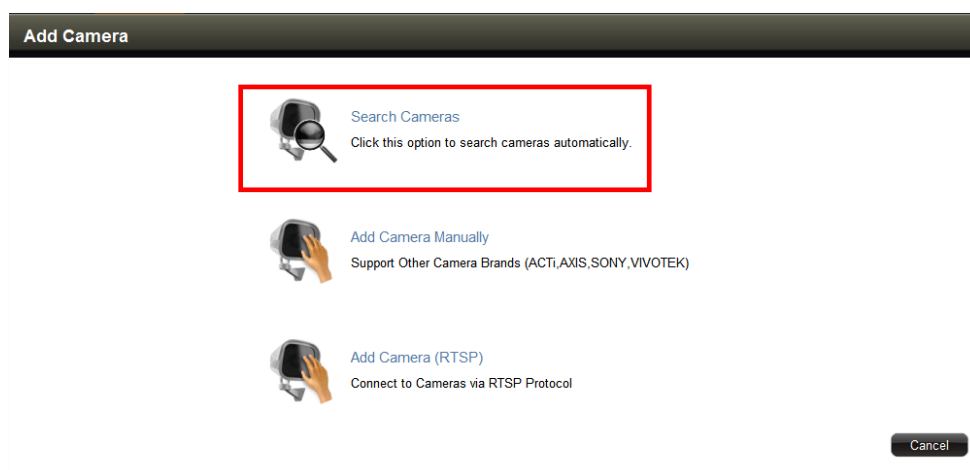 Add Camera
Search Cameras
Click this option to search cameras automatically.
Add Camera Manually
Support Other Camera Brands (ACTi,AXIS,SONY,VIVOTEK)
Add Camera (RTSP)
Connect to Cameras via RTSP Protocol
Cancel